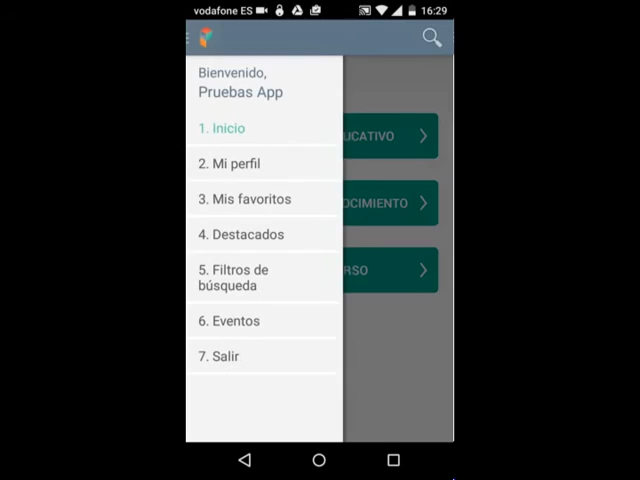 vodafone ES 16:29
Bienvenido,
Pruebas App
1. Inicio
UCATIVO
2. Mi perfil
3. Mis favoritos
OCIMIENTO
4. Destacados
5. Filtros de
búsqueda
RSO
6. Eventos
7. Salir